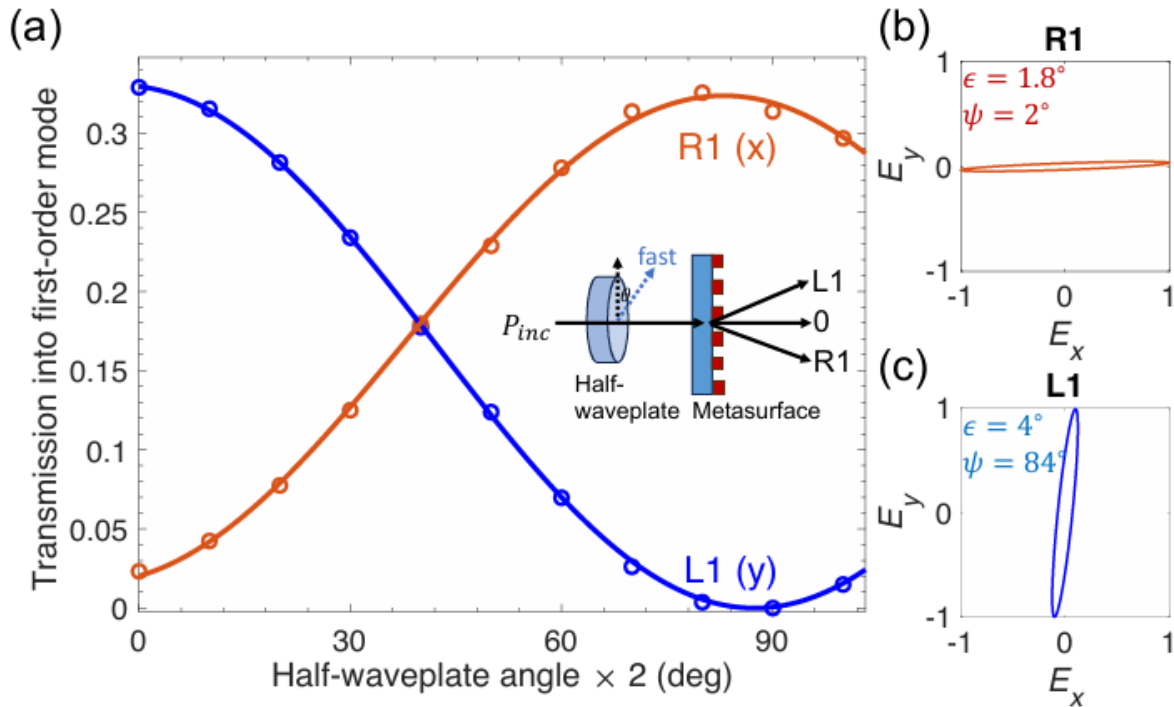 (a)
Transmission into first-order mode
0.3
0.25
0.2
0.15
0.1
0.05
0
0
30
60
90
Half-waveplate angle × 2 (deg)
R1 (x)
L1 (y)
fast
θ
P_inc
Half-
waveplate
Metasurface
L1
0
R1
(b)
R1
ϵ = 1.8°
ψ = 2°
E_y
1
0
-1
-1
0
1
E_x
(c)
L1
ϵ = 4°
ψ = 84°
E_y
1
0
-1
-1
0
1
E_x